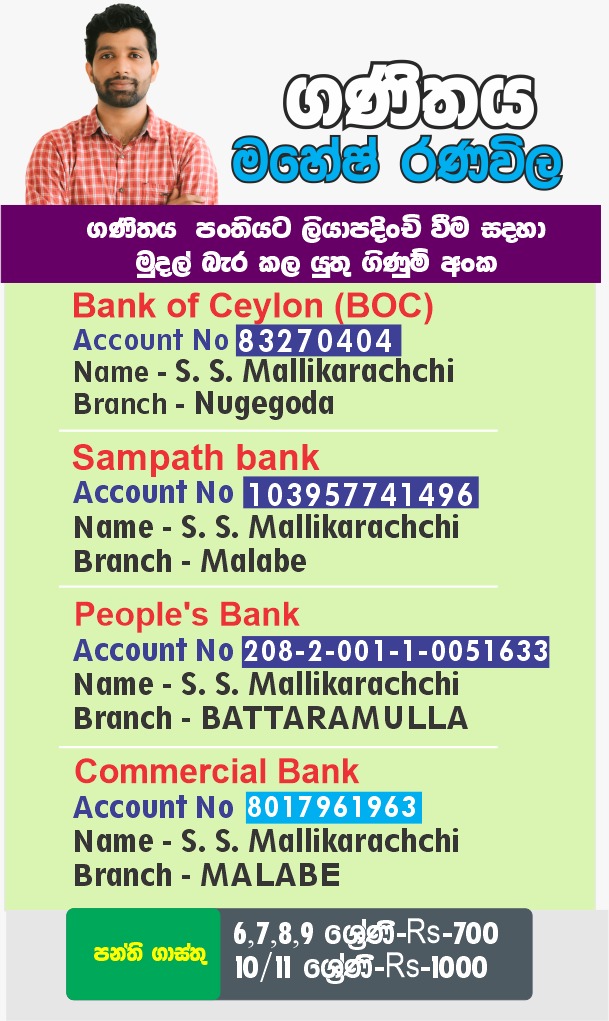 ගණිතය
මහේෂ් රණවිල
ගණිතය පංතියට ලියාපදිංචි වීම සදහා
මුදල් බැර කල යුතු ගිණුම් අංක
Bank of Ceylon (BOC)
Account No 83270404
Name - S. S. Mallikarachchi
Branch - Nugegoda
Sampath bank
Account No 103957741496
Name - S. S. Mallikarachchi
Branch - Malabe
People's Bank
Account No 208-2-001-1-0051633
Name - S. S. Mallikarachchi
Branch - BATTARAMULLA
Commercial Bank
Account No 8017961963
Name - S. S. Mallikarachchi
Branch - MALABE
පන්ති ගාස්තු
6,7,8,9 ශ්‍රේණි-Rs-700
10/11 ශ්‍රේණි-Rs-1000